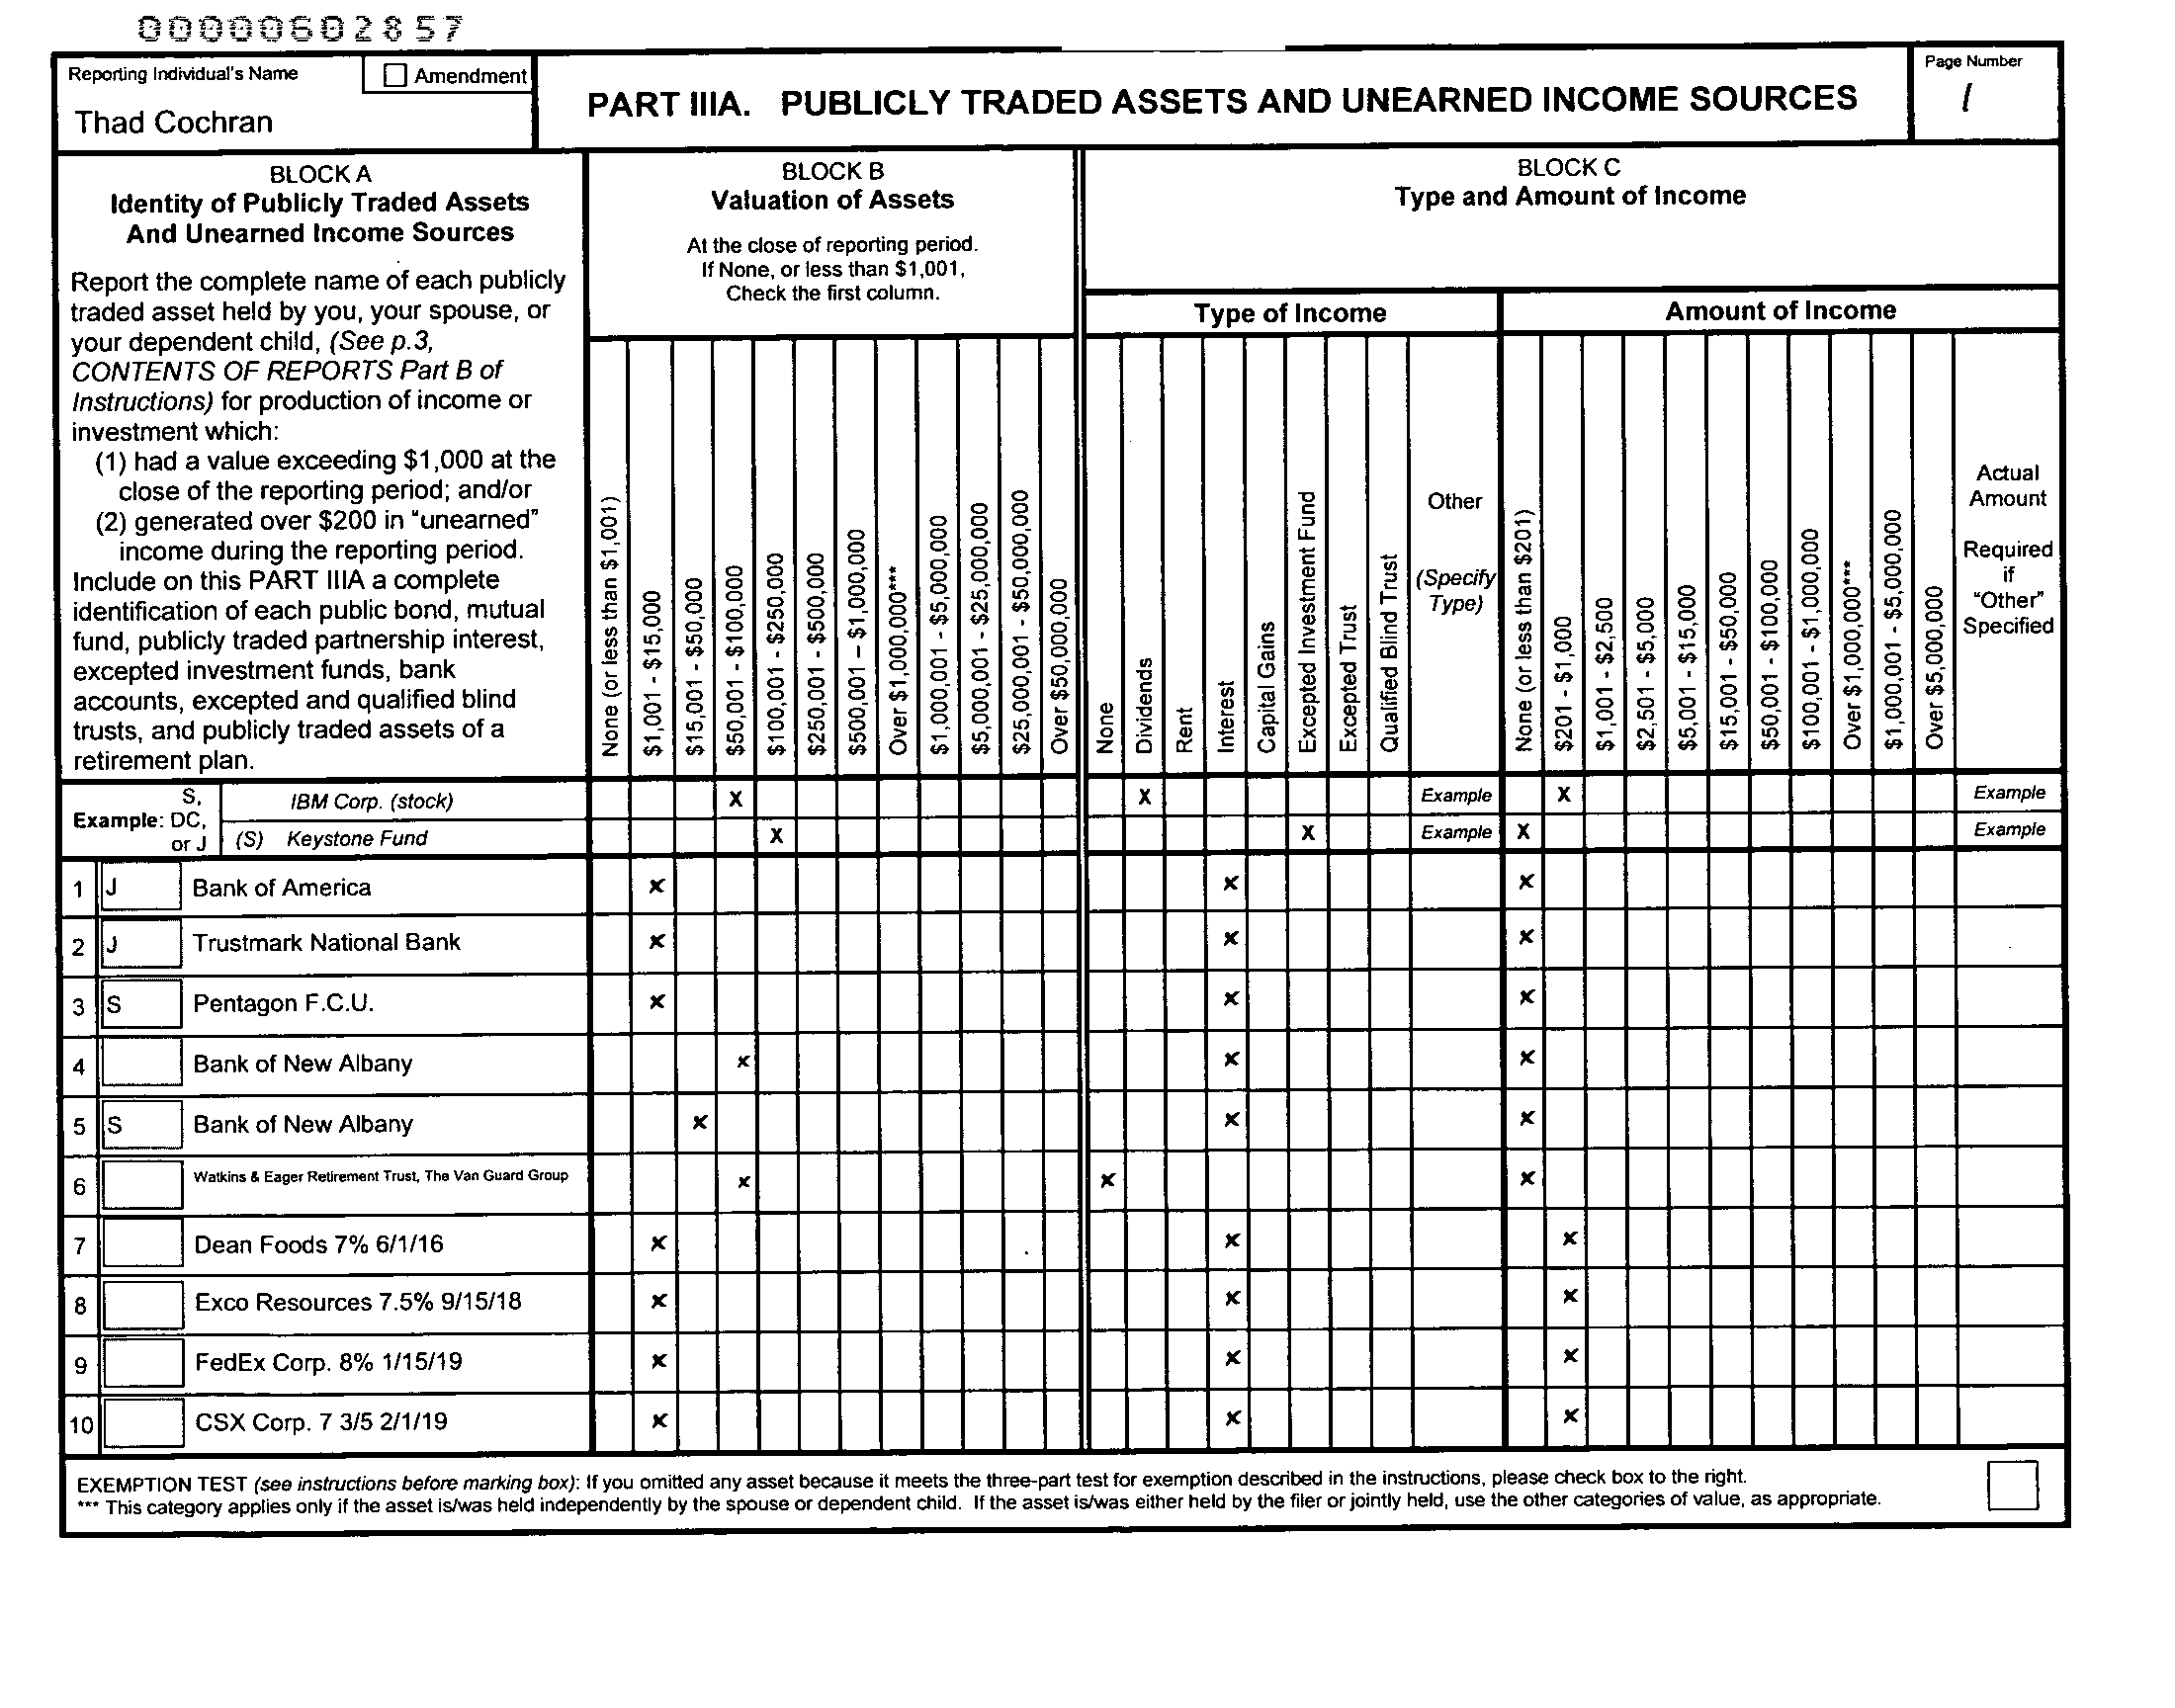 00000602857
Reporting Individual's Name
Amendment
Thad Cochran
PART IIIA. PUBLICLY TRADED ASSETS AND UNEARNED INCOME SOURCES
Page Number
1
BLOCK A
Identity of Publicly Traded Assets
And Unearned Income Sources
Report the complete name of each publicly
traded asset held by you, your spouse, or
your dependent child, (See p.3,
CONTENTS OF REPORTS Part B of
Instructions) for production of income or
investment which:
(1) had a value exceeding $1,000 at the
close of the reporting period; and/or
(2) generated over $200 in "unearned"
income during the reporting period.
Include on this PART IIIA a complete
identification of each public bond, mutual
fund, publicly traded partnership interest,
excepted investment funds, bank
accounts, excepted and qualified blind
trusts, and publicly traded assets of a
retirement plan.
BLOCK B
Valuation of Assets
At the close of reporting period.
If None, or less than $1,001,
Check the first column.
None (or less than $1,001)
$1,001 - $15,000
$15,001 - $50,000
$50,001 - $100,000
$100,001 - $250,000
$250,001 - $500,000
$500,001 – $1,000,000
Over $1,000,000***
$1,000,001 - $5,000,000
$5,000,001 - $25,000,000
$25,000,001 - $50,000,000
Over $50,000,000
BLOCK C
Type and Amount of Income
Type of Income
None
Dividends
Rent
Interest
Capital Gains
Excepted Investment Fund
Excepted Trust
Qualified Blind Trust
Other
(Specify
Type)
Amount of Income
None (or less than $201)
$201 - $1,000
$1,001 - $2,500
$2,501 - $5,000
$5,001 - $15,000
$15,001 - $50,000
$50,001 - $100,000
$100,001 - $1,000,000
Over $1,000,000***
$1,000,001 - $5,000,000
Over $5,000,000
Actual
Amount
Required
if
"Other"
Specified
Example: S,
DC,
or J
IBM Corp. (stock) X X Example X Example
(S) Keystone Fund X X Example X Example
1 J Bank of America x x x
2 J Trustmark National Bank x x x
3 S Pentagon F.C.U. x x x
4 Bank of New Albany x x x
5 S Bank of New Albany x x x
6 Watkins & Eager Retirement Trust, The Van Guard Group x x x
7 Dean Foods 7% 6/1/16 x x x
8 Exco Resources 7.5% 9/15/18 x x x
9 FedEx Corp. 8% 1/15/19 x x x
10 CSX Corp. 7 3/5 2/1/19 x x x
EXEMPTION TEST (see instructions before marking box): If you omitted any asset because it meets the three-part test for exemption described in the instructions, please check box to the right.
*** This category applies only if the asset is/was held independently by the spouse or dependent child. If the asset is/was either held by the filer or jointly held, use the other categories of value, as appropriate.